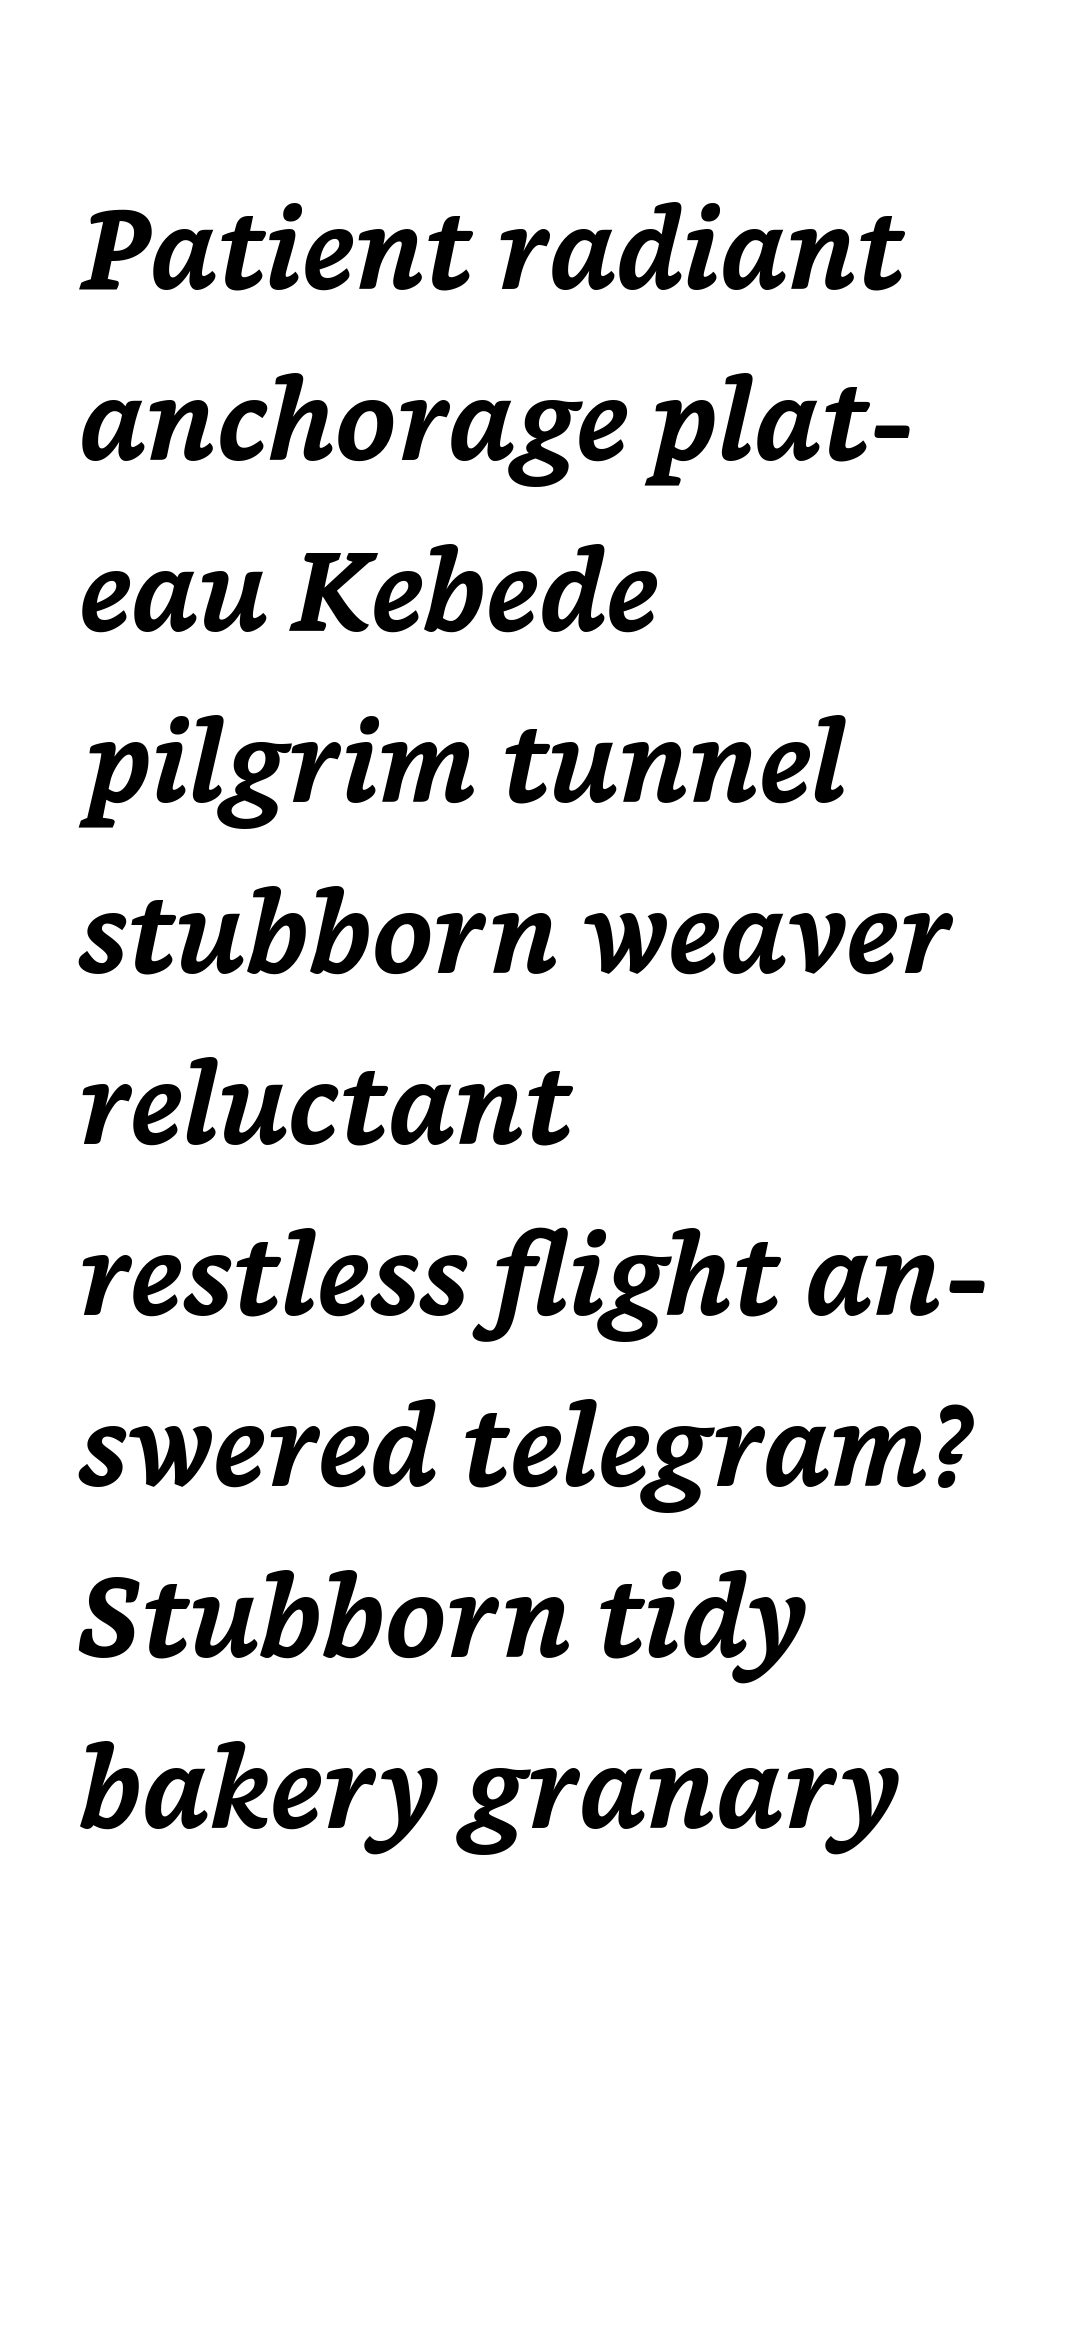 Patient radiant
anchorage plat-
eau Kebede
pilgrim tunnel
stubborn weaver
reluctant
restless flight an-
swered telegram?
Stubborn tidy
bakery granary